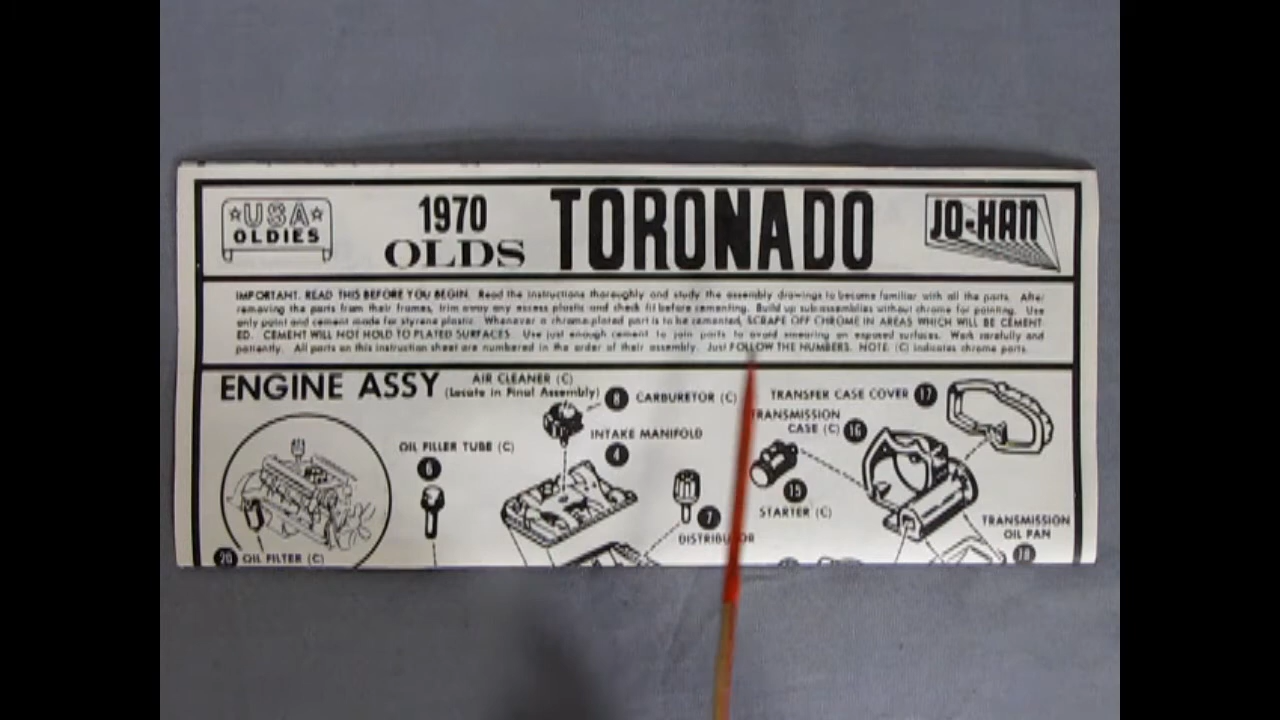 USA
OLDIES
1970
OLDS
TORONADO
JO-HAN
IMPORTANT. READ THIS BEFORE YOU BEGIN. Read the instructions thoroughly and study the assembly drawings to become familiar with all the parts. After
removing the parts from their frames, trim away any excess plastic and check fit before cementing. Build up sub-assemblies without chrome for painting. Use
only paint and cement made for styrene plastic. Whenever a chrome-plated part is to be cemented, SCRAPE OFF CHROME IN AREAS WHICH WILL BE CEMENT-
ED. CEMENT WILL NOT HOLD TO PLATED SURFACES. Use just enough cement to join parts to avoid smearing on exposed surfaces. Work carefully and
patiently. All parts on this instruction sheet are numbered in the order of their assembly. Just FOLLOW THE NUMBERS. NOTE. (C) indicates chrome parts.
ENGINE ASSY
AIR CLEANER (C)
(Locate in Final Assembly)
8 CARBURETOR (C)
TRANSFER CASE COVER 17
TRANSMISSION
CASE (C) 16
INTAKE MANIFOLD
4
OIL FILLER TUBE (C)
6
7
DISTRIBUTOR
15
STARTER (C)
TRANSMISSION
OIL PAN
18
20 OIL FILTER (C)